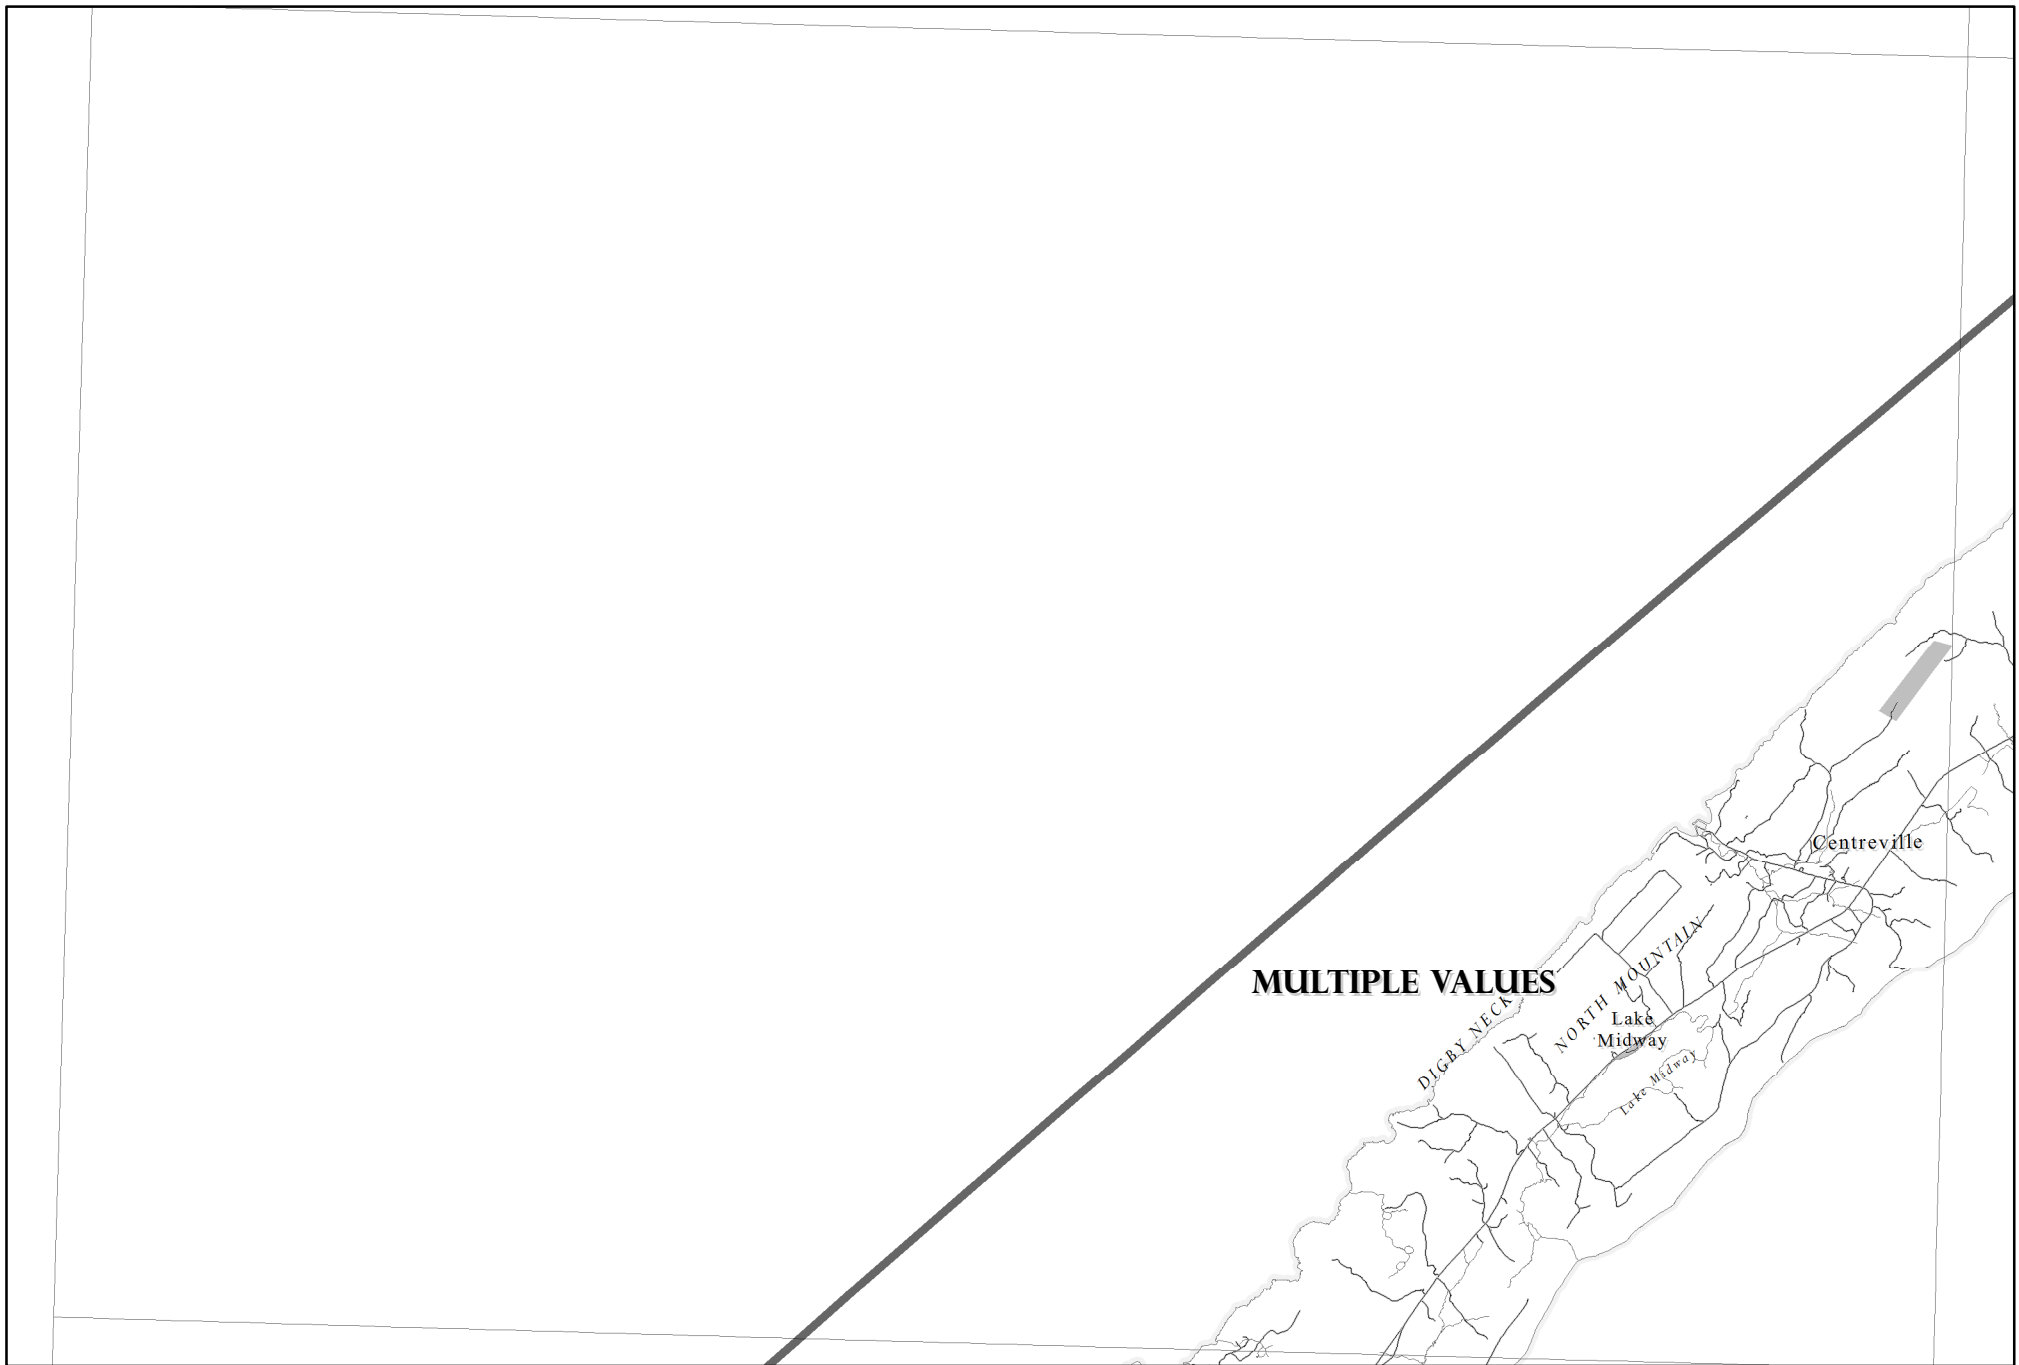 Centreville
MULTIPLE VALUES
NORTH MOUNTAIN
DIGBY NECK
Lake
Midway
Lake Midway